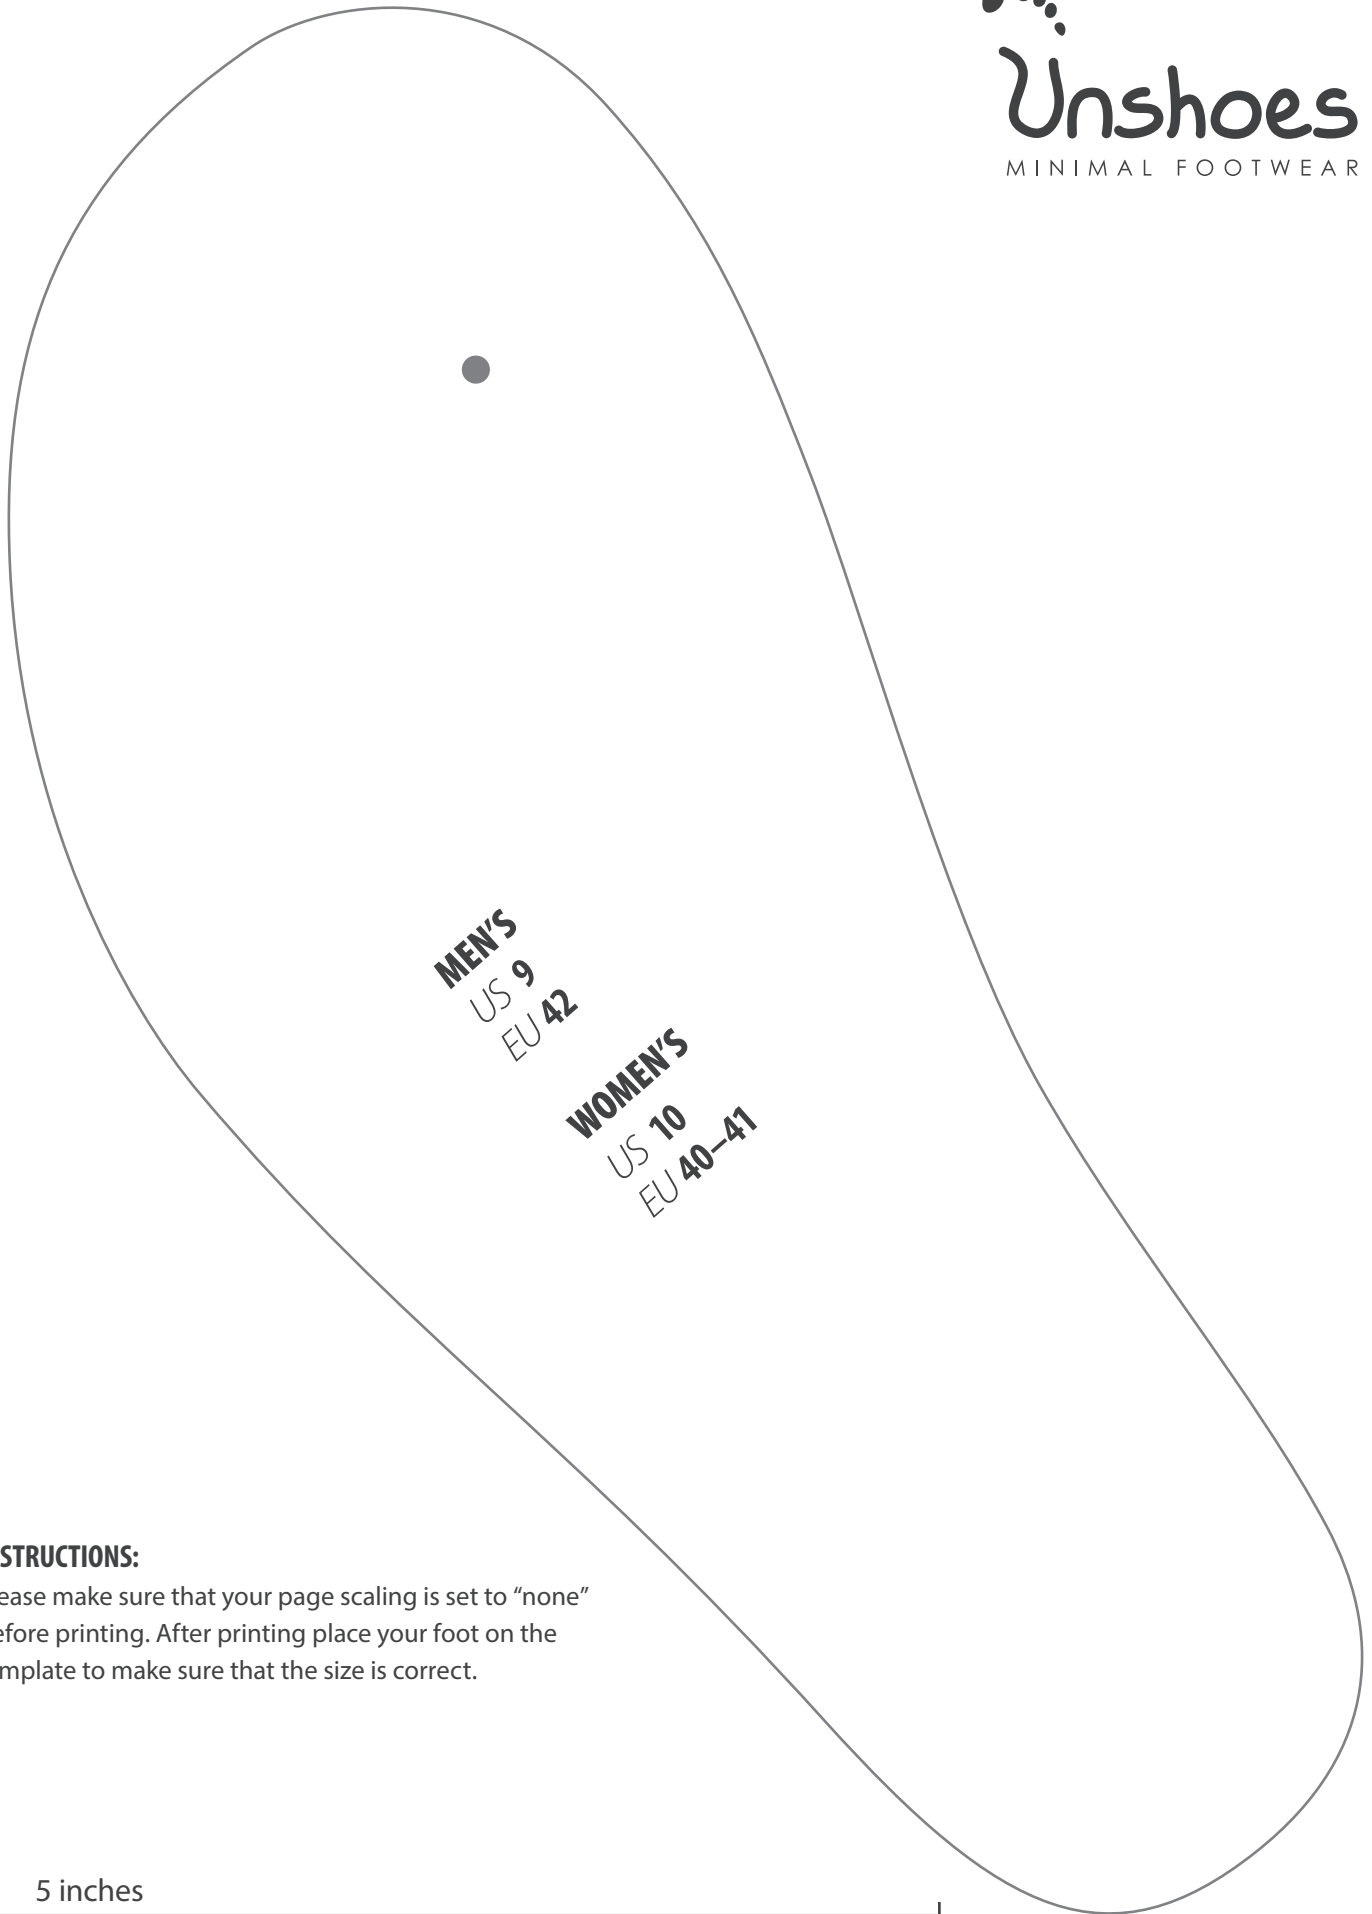 Unshoes
MINIMAL FOOTWEAR
MEN'S
US 9
EU 42
WOMEN'S
US 10
EU 40–41
STRUCTIONS:
ease make sure that your page scaling is set to “none”
efore printing. After printing place your foot on the
mplate to make sure that the size is correct.
5 inches